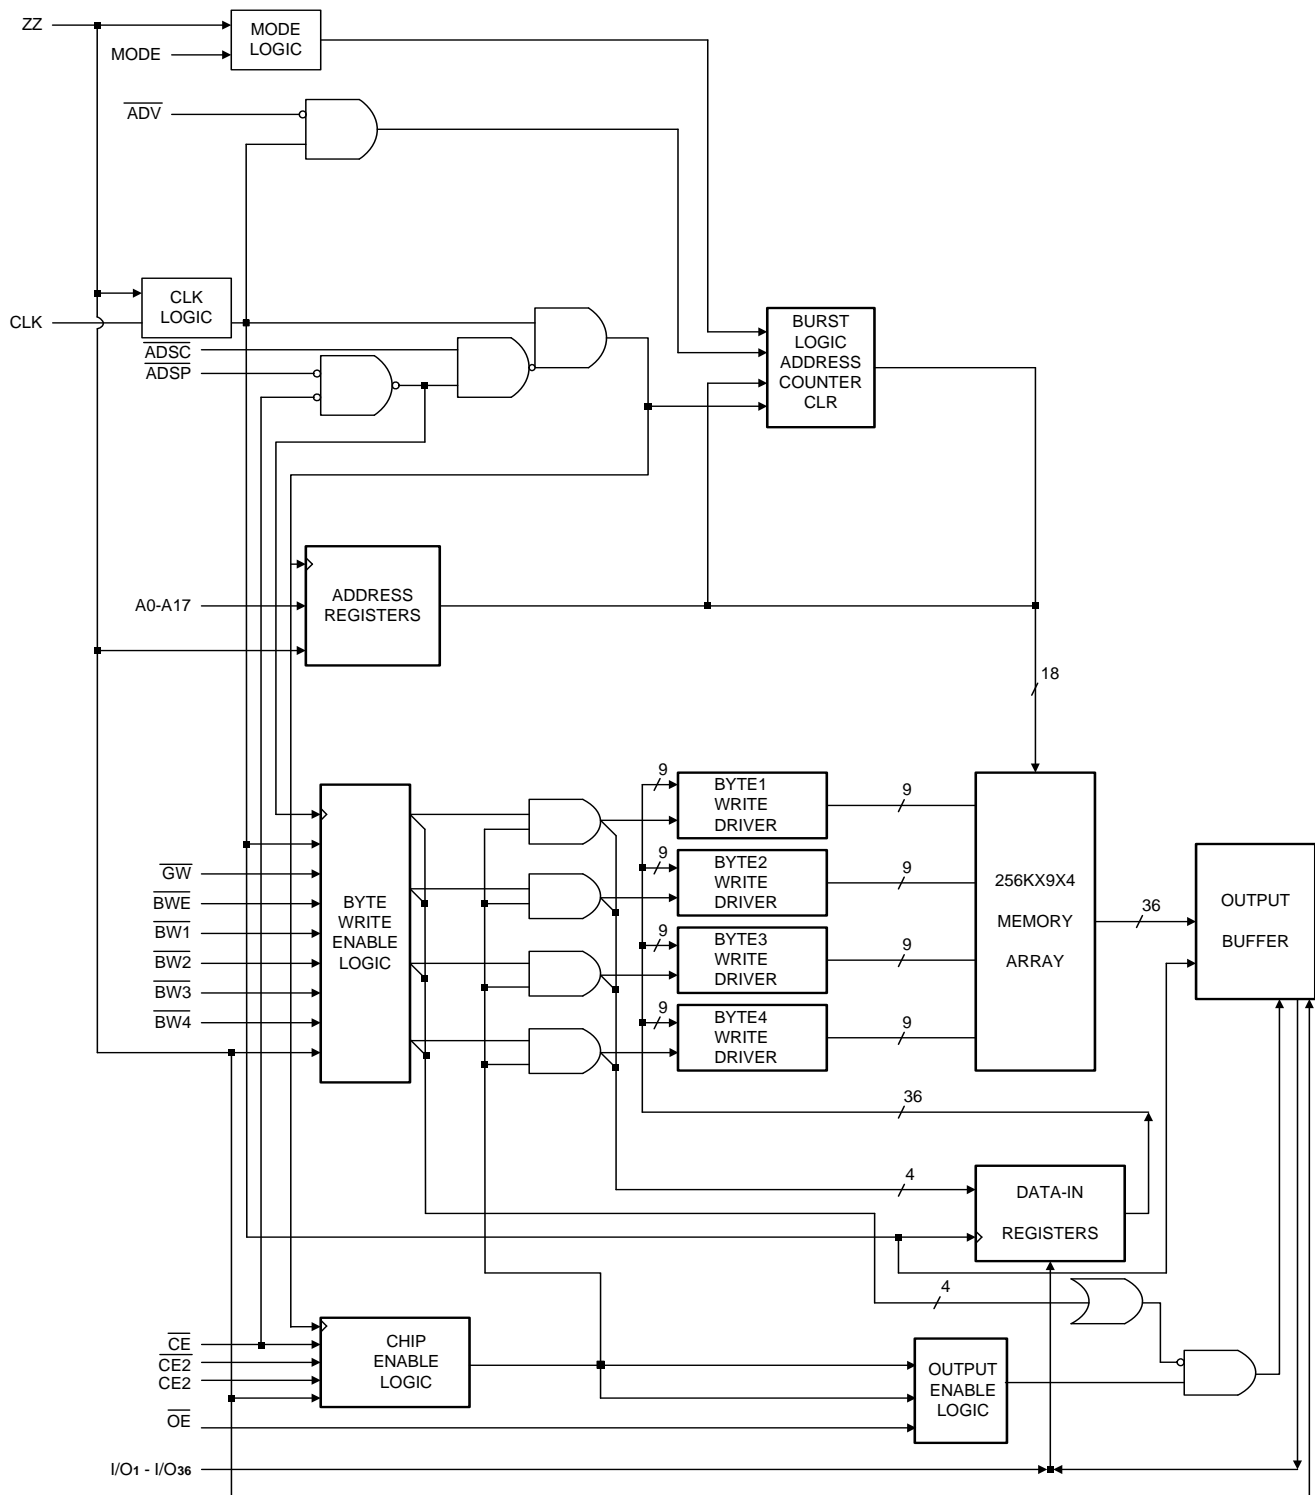 ZZ
MODE
LOGIC
MODE
ADV
CLK
LOGIC
CLK
ADSC
ADSP
BURST
LOGIC
ADDRESS
COUNTER
CLR
ADDRESS
REGISTERS
A0-A17
18
9
BYTE1
WRITE
DRIVER
9
GW
BWE
BW1
BW2
BW3
BW4
BYTE
WRITE
ENABLE
LOGIC
9
BYTE2
WRITE
DRIVER
9
9
BYTE3
WRITE
DRIVER
9
9
BYTE4
WRITE
DRIVER
9
256KX9X4
MEMORY
ARRAY
36
OUTPUT
BUFFER
36
4
DATA-IN
REGISTERS
4
CE
CE2
CE2
CHIP
ENABLE
LOGIC
OUTPUT
ENABLE
LOGIC
OE
I/O1 - I/O36